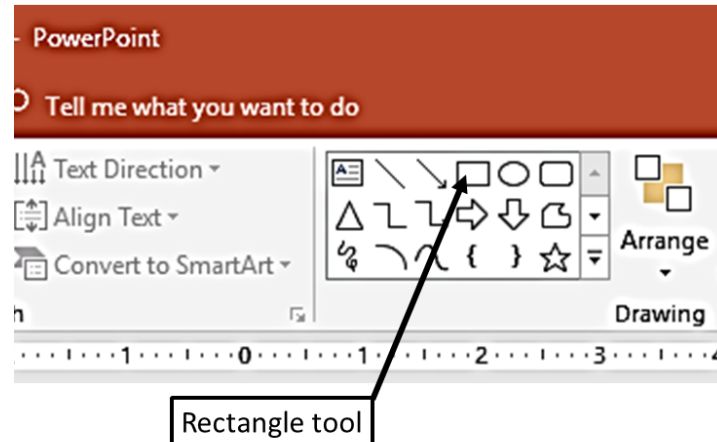 - PowerPoint
Tell me what you want to do
Text Direction
Align Text
Convert to SmartArt
Arrange
h
Drawing
1 0 1 2 3 4
Rectangle tool